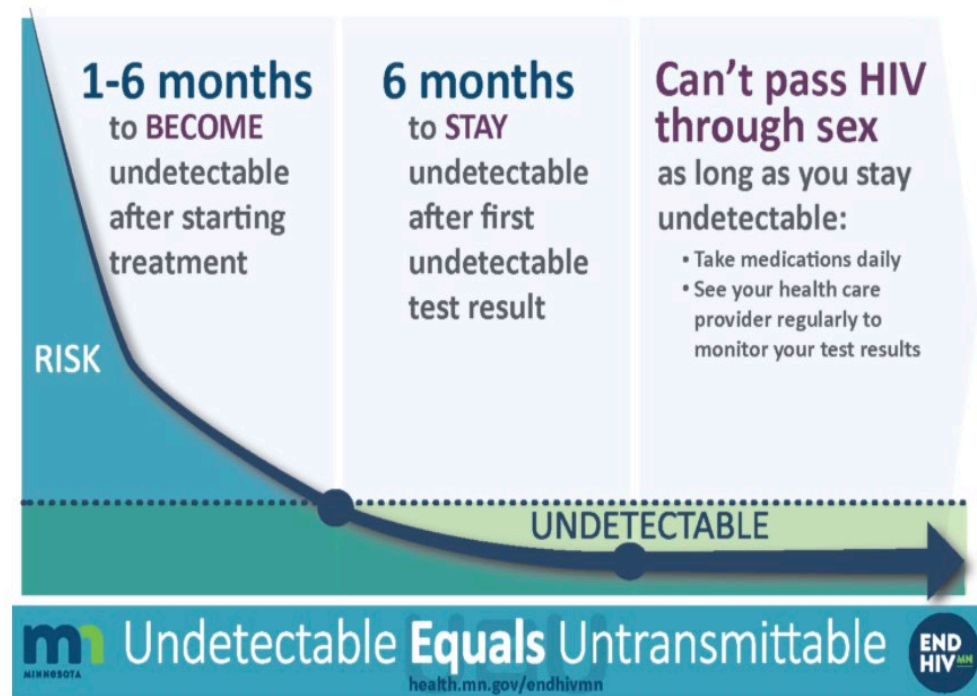 1-6 months
to BECOME
undetectable
after starting
treatment
6 months
to STAY
undetectable
after first
undetectable
test result
Can't pass HIV
through sex
as long as you stay
undetectable:
• Take medications daily
• See your health care
provider regularly to
monitor your test results
RISK
UNDETECTABLE
mn
MINNESOTA
Undetectable Equals Untransmittable
health.mn.gov/endhivmn
END
HIV MN